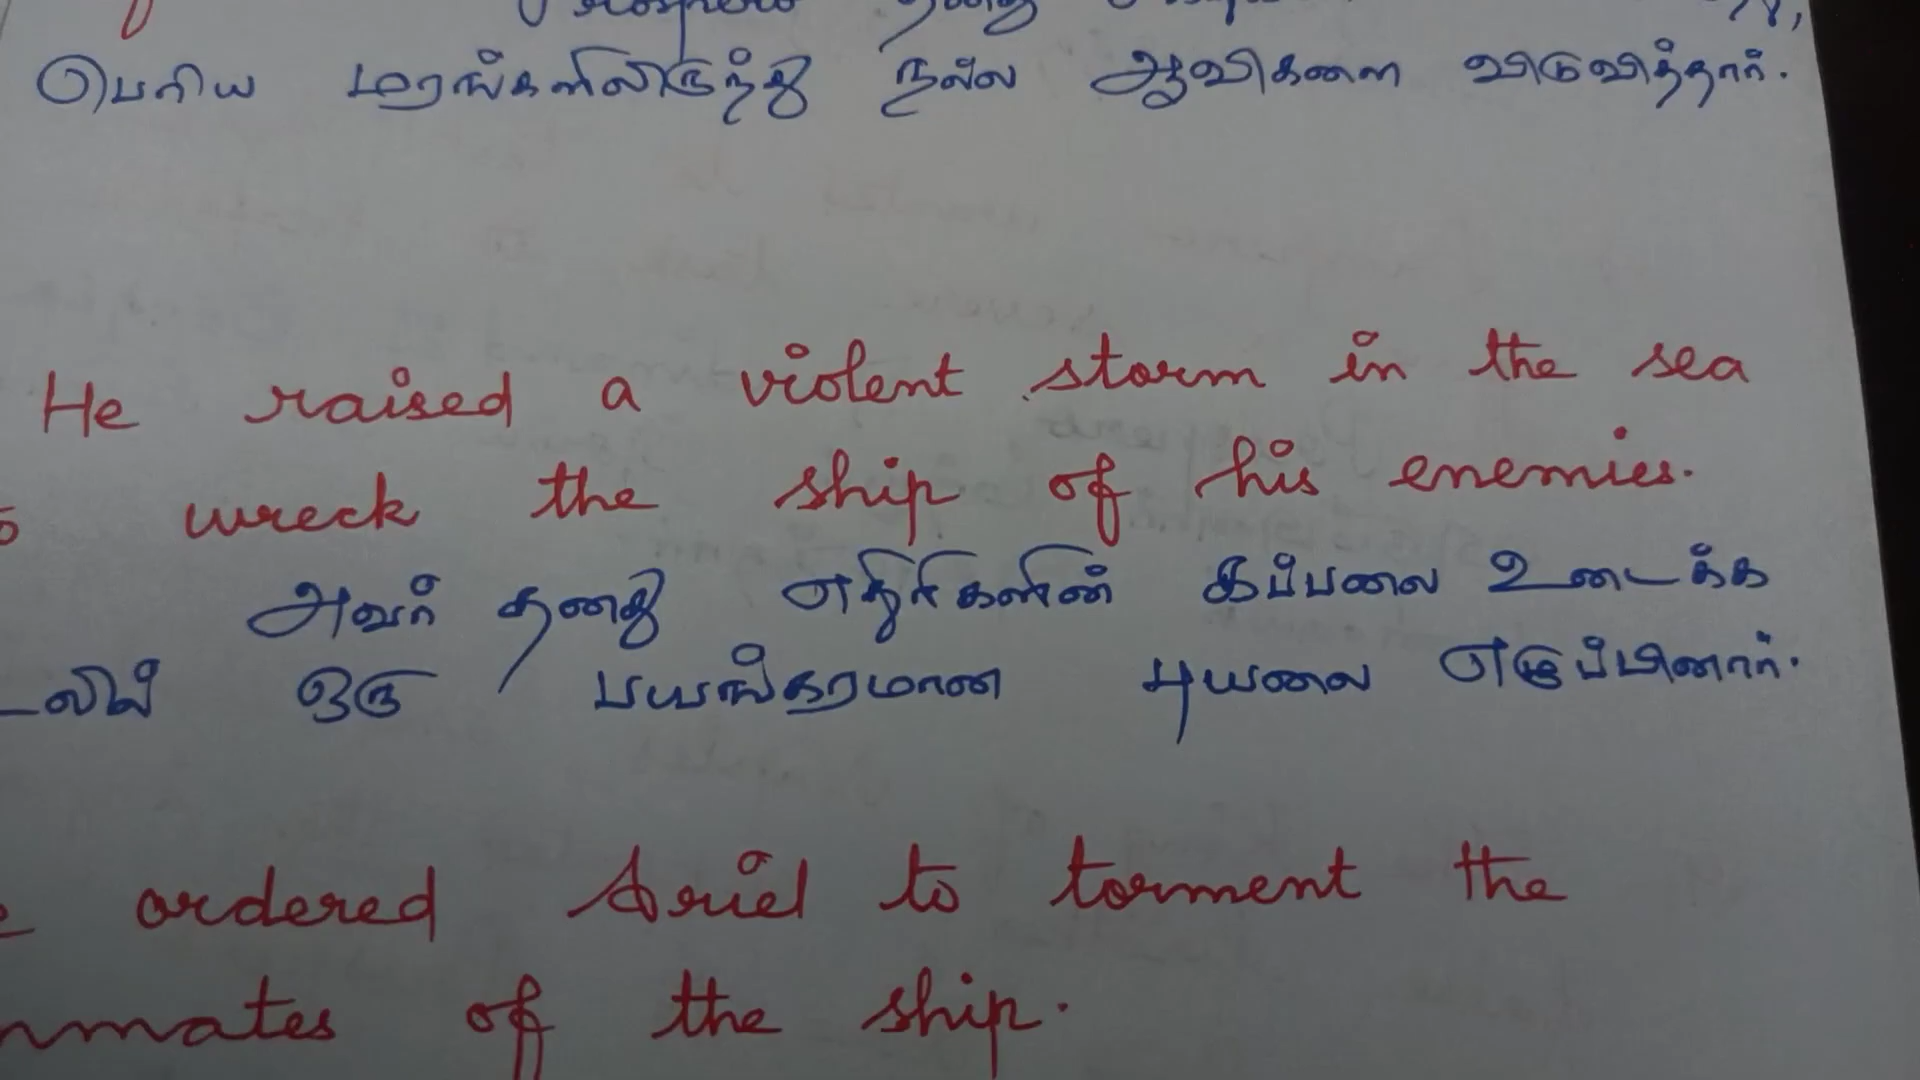 பெரிய மரங்களிலிருந்து நல்ல ஆவிகளை விடுவித்தார்.
He raised a violent storm in the sea
wreck the ship of his enemies.
அவர் தனது எதிரிகளின் கப்பலை உடைக்க
ஒரு பயங்கரமான புயலை எழுப்பினார்.
ordered Ariel to torment the
of the ship.